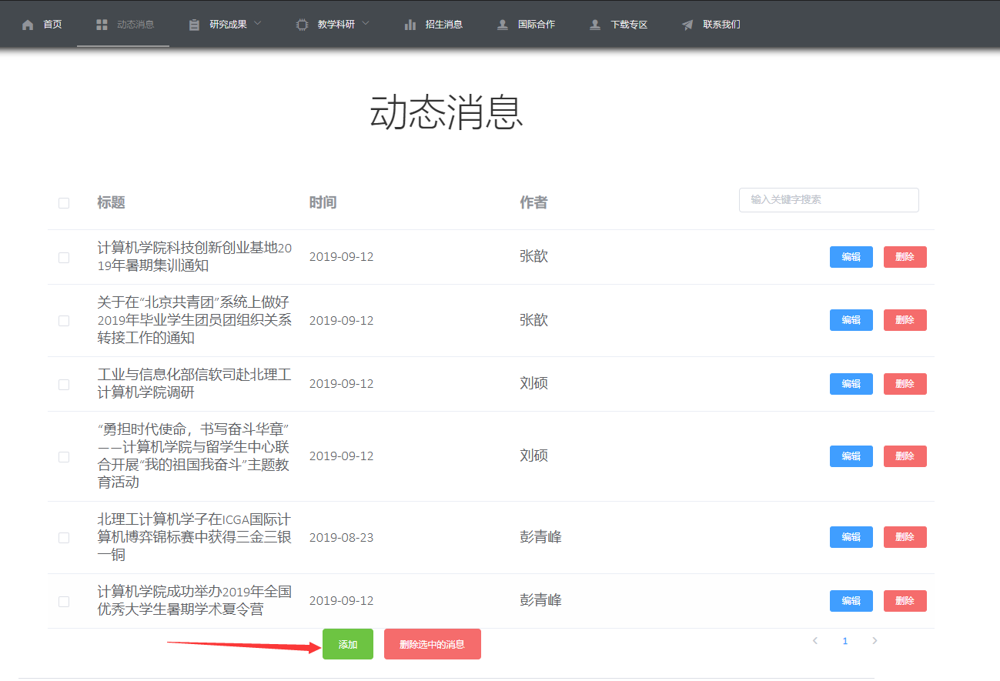 首页 动态消息 研究成果 教学科研 招生消息 国际合作 下载专区 联系我们
动态消息
标题 时间 作者 输入关键字搜索
计算机学院科技创新创业基地20
19年暑期集训通知
2019-09-12 张歆 编辑 删除
关于在“北京共青团”系统上做好
2019年毕业学生团员团组织关系
转接工作的通知
2019-09-12 张歆 编辑 删除
工业与信息化部信软司赴北理工
计算机学院调研
2019-09-12 刘硕 编辑 删除
“勇担时代使命，书写奋斗华章”
——计算机学院与留学生中心联
合开展“我的祖国我奋斗”主题教
育活动
2019-09-12 刘硕 编辑 删除
北理工计算机学子在ICGA国际计
算机博弈锦标赛中获得三金三银
一铜
2019-08-23 彭青峰 编辑 删除
计算机学院成功举办2019年全国
优秀大学生暑期学术夏令营
2019-09-12 彭青峰 编辑 删除
添加 删除选中的消息 1